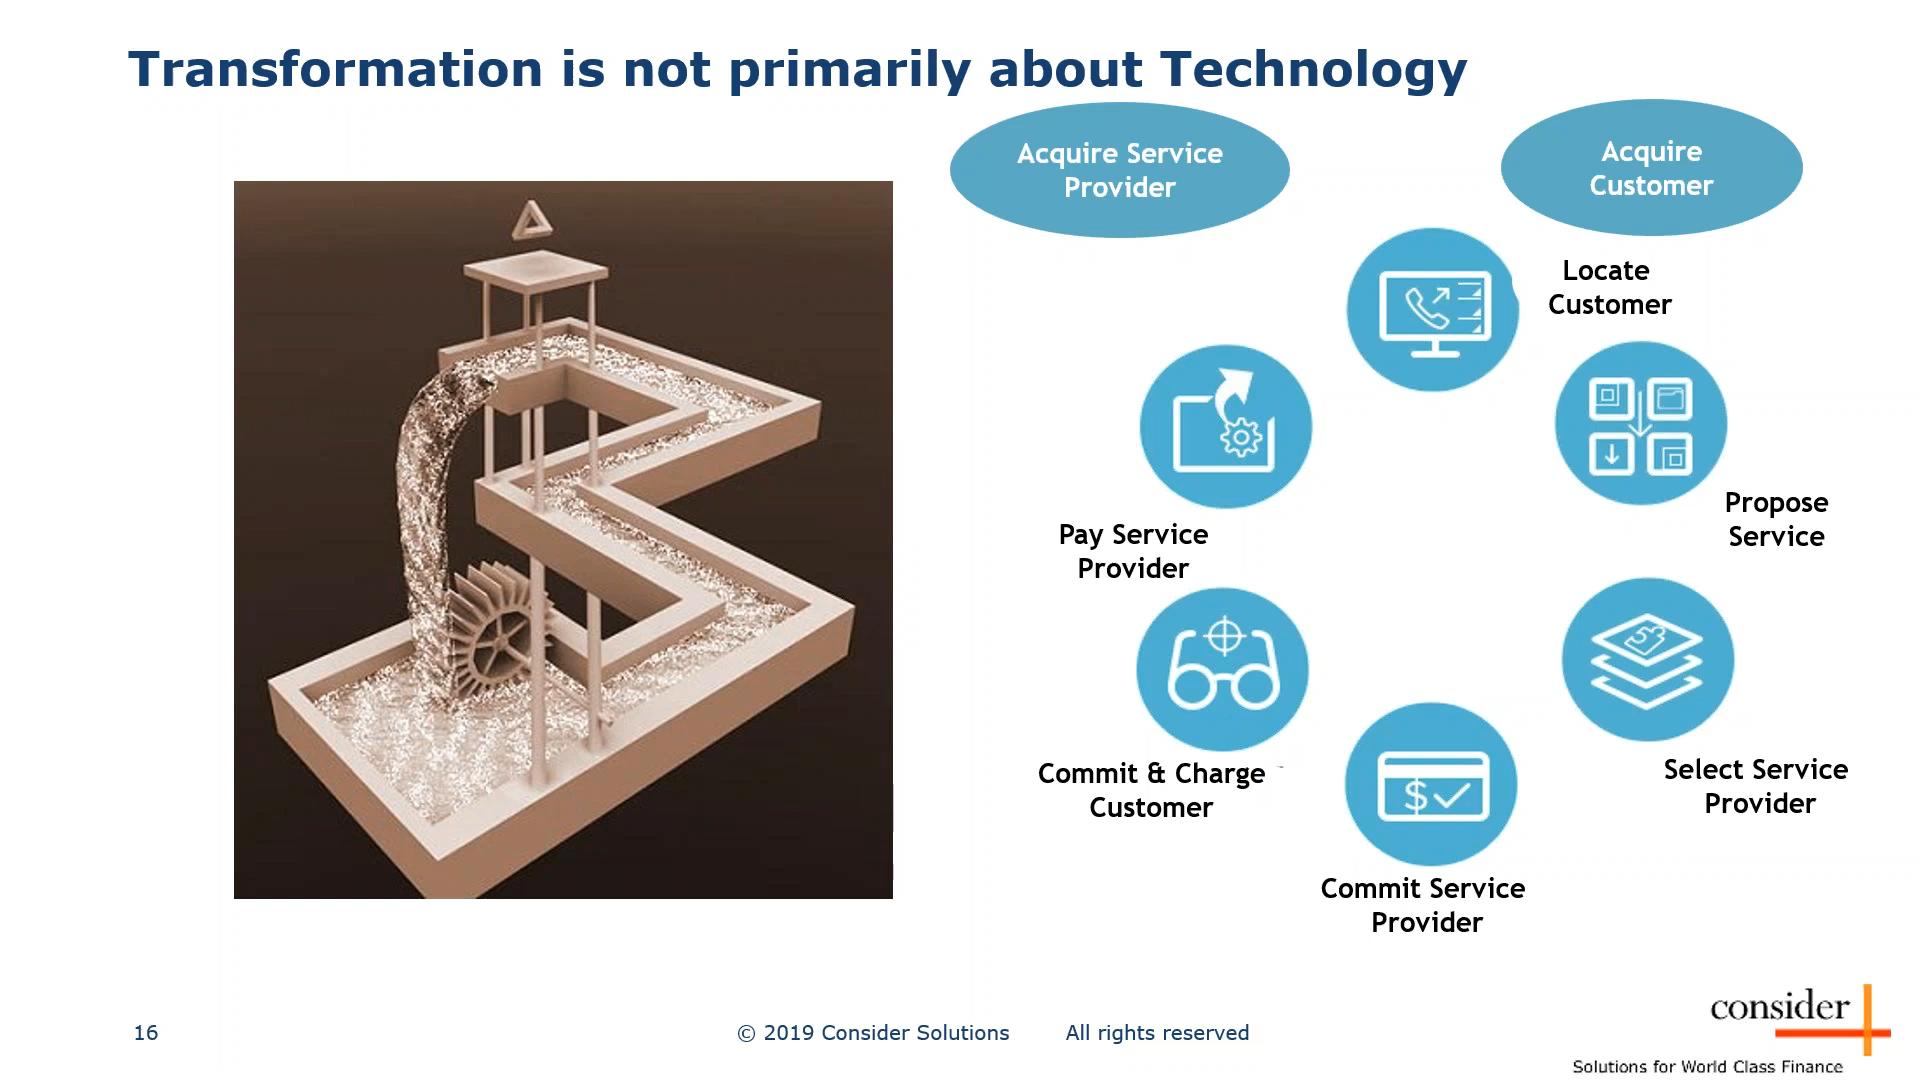 Transformation is not primarily about Technology
Acquire Service
Provider
Acquire
Customer
Locate
Customer
Propose
Service
Pay Service
Provider
Select Service
Provider
Commit & Charge
Customer
$
Commit Service
Provider
16
© 2019 Consider Solutions
All rights reserved
consider
Solutions for World Class Finance